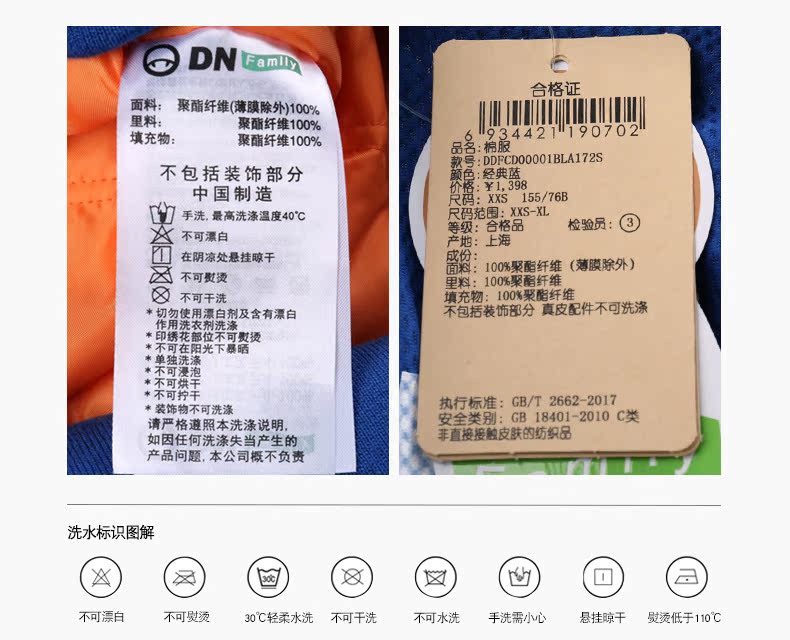 DN Family
面料： 聚酯纤维(薄膜除外)100%
里料： 聚酯纤维100%
填充物： 聚酯纤维100%
不包括装饰部分
中国制造
手洗, 最高洗涤温度40℃
不可漂白
在阴凉处悬挂晾干
不可熨烫
不可干洗
* 切勿使用漂白剂及含有漂白
作用洗衣剂洗涤
* 印绣花部位不可熨烫
* 不可在阳光下暴晒
* 单独洗涤
* 不可浸泡
* 不可烘干
* 不可拧干
* 装饰物不可洗涤
请严格遵照本洗涤说明,
如因任何洗涤失当产生的
产品问题, 本公司概不负责
合格证
6 934421 190702
品名: 棉服
款号: DDFCD00001BLA172S
颜色: 经典蓝
价格: ¥1,398
尺码: XXS 155/76B
尺码范围: XXS-XL
等级: 合格品 检验员: ③
产地: 上海
成份:
面料: 100%聚酯纤维（薄膜除外）
里料: 100%聚酯纤维
填充物: 100%聚酯纤维
不包括装饰部分 真皮配件不可洗涤
执行标准: GB/T 2662-2017
安全类别: GB 18401-2010 C类
非直接接触皮肤的纺织品
Family
洗水标识图解
30℃
不可漂白
不可熨烫
30℃轻柔水洗
不可干洗
不可水洗
手洗需小心
悬挂晾干
熨烫低于110℃